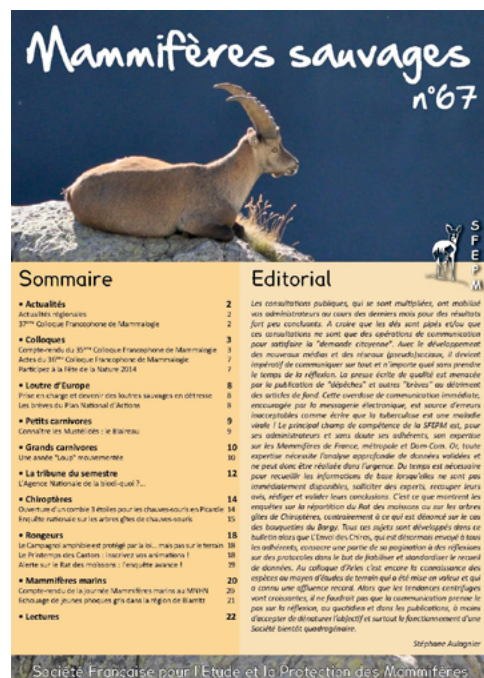 Mammifères sauvages
n°67
S
F
E
P
M
Sommaire
• Actualités 2
Actualités régionales 2
37ème Colloque Francophone de Mammalogie 2
• Colloques 3
Compte-rendu du 35ème Colloque Francophone de Mammalogie 3
Actes du 36ème Colloque Francophone de Mammalogie 7
Participez à la Fête de la Nature 2014 7
• Loutre d'Europe 8
Prise en charge et devenir des loutres sauvages en détresse 8
Les brèves du Plan National d'Actions 8
• Petits carnivores 9
Connaître les Mustélidés : le Blaireau 9
• Grands carnivores 10
Une année "Loup" mouvementée 10
• La tribune du semestre 12
L'Agence Nationale de la biodi-quoi ?...
• Chiroptères 14
Ouverture d'un comble 3 étoiles pour les chauves-souris en Picardie 14
Enquête nationale sur les arbres gîtes de chauves-souris 15
• Rongeurs 18
Le Campagnol amphibie est protégé par la loi... mais pas sur le terrain 18
Le Printemps des Castors : inscrivez vos animations ! 18
Alerte sur le Rat des moissons : l'enquête avance ! 19
• Mammifères marins 20
Compte-rendu de la journée Mammifères marins au MNHN 20
Echouage de jeunes phoques gris dans la région de Biarritz 21
• Lectures 22
Editorial
Les consultations publiques, qui se sont multipliées, ont mobilisé
vos administrateurs au cours des derniers mois pour des résultats
fort peu concluants. A croire que les dés sont pipés et/ou que
ces consultations ne sont que des opérations de communication
pour satisfaire la "demande citoyenne". Avec le développement
des nouveaux médias et des réseaux (pseudo)sociaux, il devient
impératif de communiquer sur tout et n'importe quoi sans prendre
le temps de la réflexion. La presse écrite de qualité est menacée
par la publication de "dépêches" et autres "brèves" au détriment
des articles de fond. Cette overdose de communication immédiate,
encouragée par la messagerie électronique, est source d'erreurs
inacceptables comme écrire que la tuberculose est une maladie
virale ! Le principal champ de compétence de la SFEPM est, pour
ses administrateurs et sans doute ses adhérents, son expertise
sur les Mammifères de France, métropole et Dom-Com. Or, toute
expertise nécessite l'analyse approfondie de données validées et
ne peut donc être réalisée dans l'urgence. Du temps est nécessaire
pour recueillir les informations de base lorsqu'elles ne sont pas
immédiatement disponibles, solliciter des experts, recouper leurs
avis, rédiger et valider leurs conclusions. C'est ce que montrent les
enquêtes sur la répartition du Rat des moissons ou sur les arbres
gîtes de Chiroptères, contrairement à ce qui est dénoncé sur le cas
des bouquetins du Bargy. Tous ces sujets sont développés dans ce
bulletin alors que L'Envol des Chiros, qui est désormais envoyé à tous
les adhérents, consacre une partie de sa pagination à des réflexions
sur des protocoles dans le but de fiabiliser et standardiser le recueil
de données. Au colloque d'Arles c'est encore la connaissance des
espèces au moyen d'études de terrain qui a été mise en valeur et qui
a connu une affluence record. Alors que les tendances centrifuges
vont croissantes, il ne faudrait pas que la communication prenne le
pas sur la réflexion, au quotidien et dans les publications, à moins
d'accepter de dénaturer l'objectif et surtout le fonctionnement d'une
Société bientôt quadragénaire.
Stéphane Aulagnier
Société Française pour l'Etude et la Protection des Mammifères